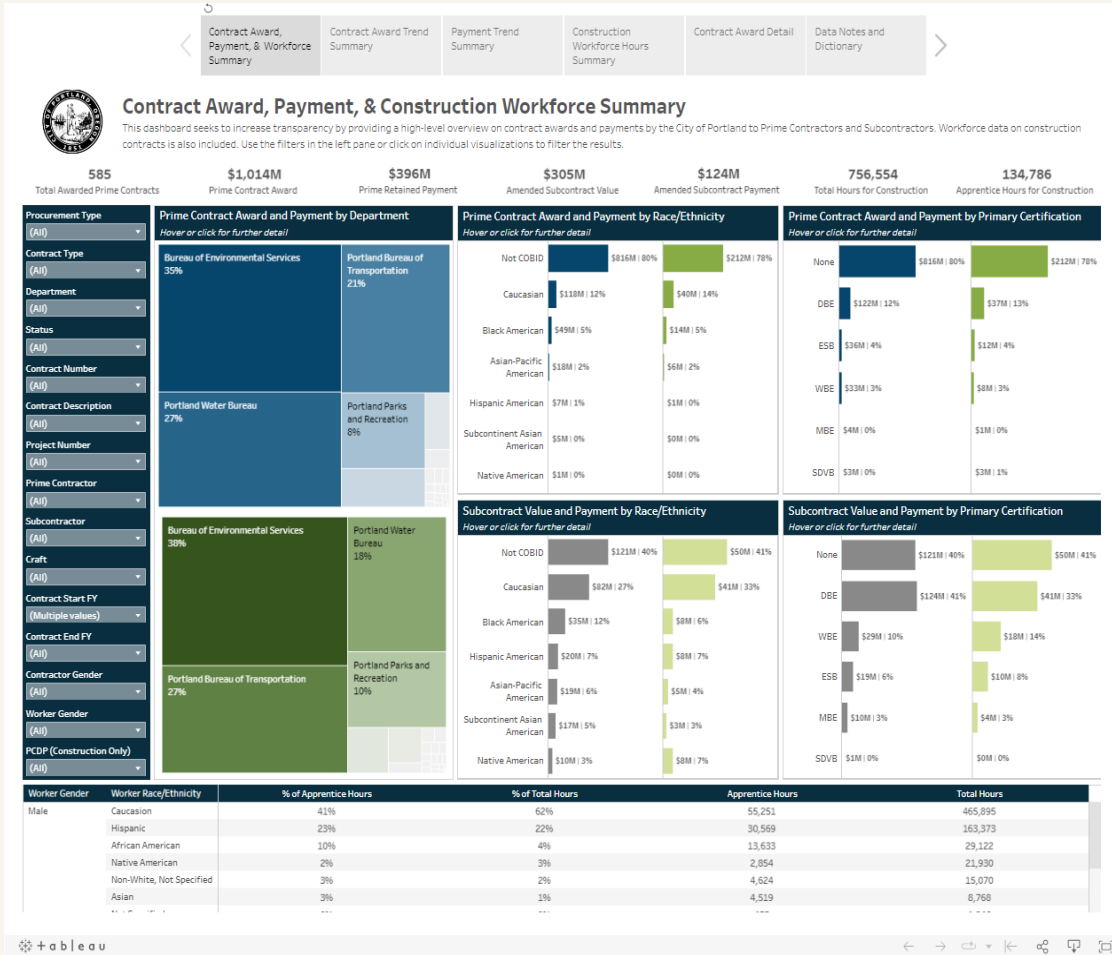 Contract Award,
Payment, & Workforce
Summary
Contract Award Trend
Summary
Payment Trend
Summary
Construction
Workforce Hours
Summary
Contract Award Detail
Data Notes and
Dictionary
CITY OF PORTLAND, OREGON
1851
Contract Award, Payment, & Construction Workforce Summary
This dashboard seeks to increase transparency by providing a high-level overview on contract awards and payments by the City of Portland to Prime Contractors and Subcontractors. Workforce data on construction
contracts is also included. Use the filters in the left pane or click on individual visualizations to filter the results.
585
Total Awarded Prime Contracts
$1,014M
Prime Contract Award
$396M
Prime Retained Payment
$305M
Amended Subcontract Value
$124M
Amended Subcontract Payment
756,554
Total Hours for Construction
134,786
Apprentice Hours for Construction
Procurement Type
(All)
Contract Type
(All)
Department
(All)
Status
(All)
Contract Number
(All)
Contract Description
(All)
Project Number
(All)
Prime Contractor
(All)
Subcontractor
(All)
Craft
(All)
Contract Start FY
(Multiple values)
Contract End FY
(All)
Contractor Gender
(All)
Worker Gender
(All)
PCDP (Construction Only)
(All)
Prime Contract Award and Payment by Department
Hover or click for further detail
Bureau of Environmental Services
35%
Portland Bureau of
Transportation
21%
Portland Water Bureau
27%
Portland Parks
and Recreation
8%
Bureau of Environmental Services
38%
Portland Water
Bureau
18%
Portland Bureau of Transportation
27%
Portland Parks and
Recreation
10%
Prime Contract Award and Payment by Race/Ethnicity
Hover or click for further detail
Not COBID $816M | 80% $212M | 78%
Caucasian $118M | 12% $40M | 14%
Black American $49M | 5% $14M | 5%
Asian-Pacific
American $18M | 2% $6M | 2%
Hispanic American $7M | 1% $1M | 0%
Subcontinent Asian
American $5M | 0% $0M | 0%
Native American $1M | 0% $0M | 0%
Prime Contract Award and Payment by Primary Certification
Hover or click for further detail
None $816M | 80% $212M | 78%
DBE $122M | 12% $37M | 13%
ESB $36M | 4% $12M | 4%
WBE $33M | 3% $8M | 3%
MBE $4M | 0% $1M | 0%
SDVB $3M | 0% $3M | 1%
Subcontract Value and Payment by Race/Ethnicity
Hover or click for further detail
Not COBID $121M | 40% $50M | 41%
Caucasian $82M | 27% $41M | 33%
Black American $35M | 12% $8M | 6%
Hispanic American $20M | 7% $8M | 7%
Asian-Pacific
American $19M | 6% $5M | 4%
Subcontinent Asian
American $17M | 5% $3M | 3%
Native American $10M | 3% $8M | 7%
Subcontract Value and Payment by Primary Certification
Hover or click for further detail
None $121M | 40% $50M | 41%
DBE $124M | 41% $41M | 33%
WBE $29M | 10% $18M | 14%
ESB $19M | 6% $10M | 8%
MBE $10M | 3% $4M | 3%
SDVB $1M | 0% $0M | 0%
Worker Gender Worker Race/Ethnicity % of Apprentice Hours % of Total Hours Apprentice Hours Total Hours
Male Caucasion 41% 62% 55,251 465,895
Hispanic 23% 22% 30,569 163,373
African American 10% 4% 13,633 29,122
Native American 2% 3% 2,854 21,930
Non-White, Not Specified 3% 2% 4,624 15,070
Asian 3% 1% 4,519 8,768
+ableau